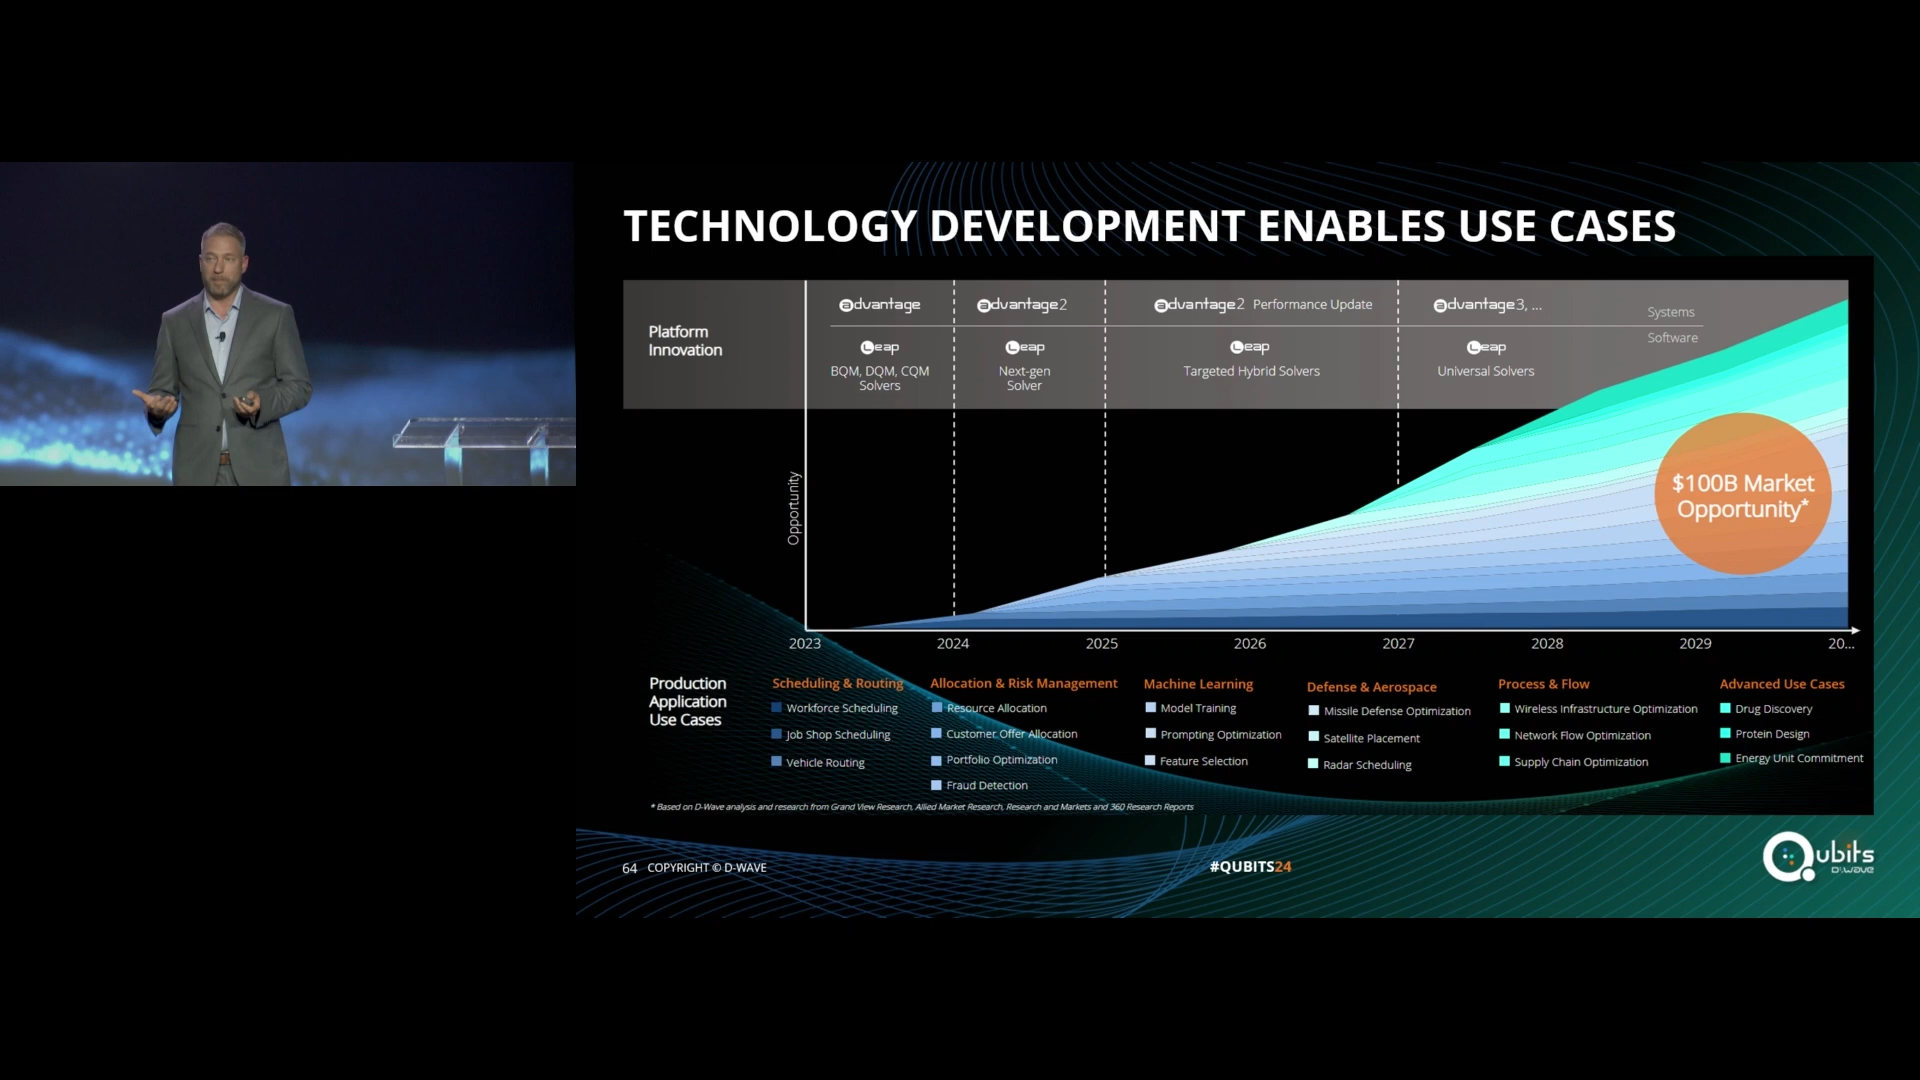 TECHNOLOGY DEVELOPMENT ENABLES USE CASES
Platform
Innovation
advantage
advantage2
advantage2 Performance Update
advantage3, ...
Systems
Software
Leap
BQM, DQM, CQM
Solvers
Leap
Next-gen
Solver
Leap
Targeted Hybrid Solvers
Leap
Universal Solvers
Opportunity
$100B Market
Opportunity*
2023
2024
2025
2026
2027
2028
2029
20...
Production
Application
Use Cases
Scheduling & Routing
Workforce Scheduling
Job Shop Scheduling
Vehicle Routing
Allocation & Risk Management
Resource Allocation
Customer Offer Allocation
Portfolio Optimization
Fraud Detection
Machine Learning
Model Training
Prompting Optimization
Feature Selection
Defense & Aerospace
Missile Defense Optimization
Satellite Placement
Radar Scheduling
Process & Flow
Wireless Infrastructure Optimization
Network Flow Optimization
Supply Chain Optimization
Advanced Use Cases
Drug Discovery
Protein Design
Energy Unit Commitment
* Based on D-Wave analysis and research from Grand View Research, Allied Market Research, Research and Markets and 360 Research Reports
64 COPYRIGHT © D-WAVE
#QUBITS24
Qubits
D:WAVE